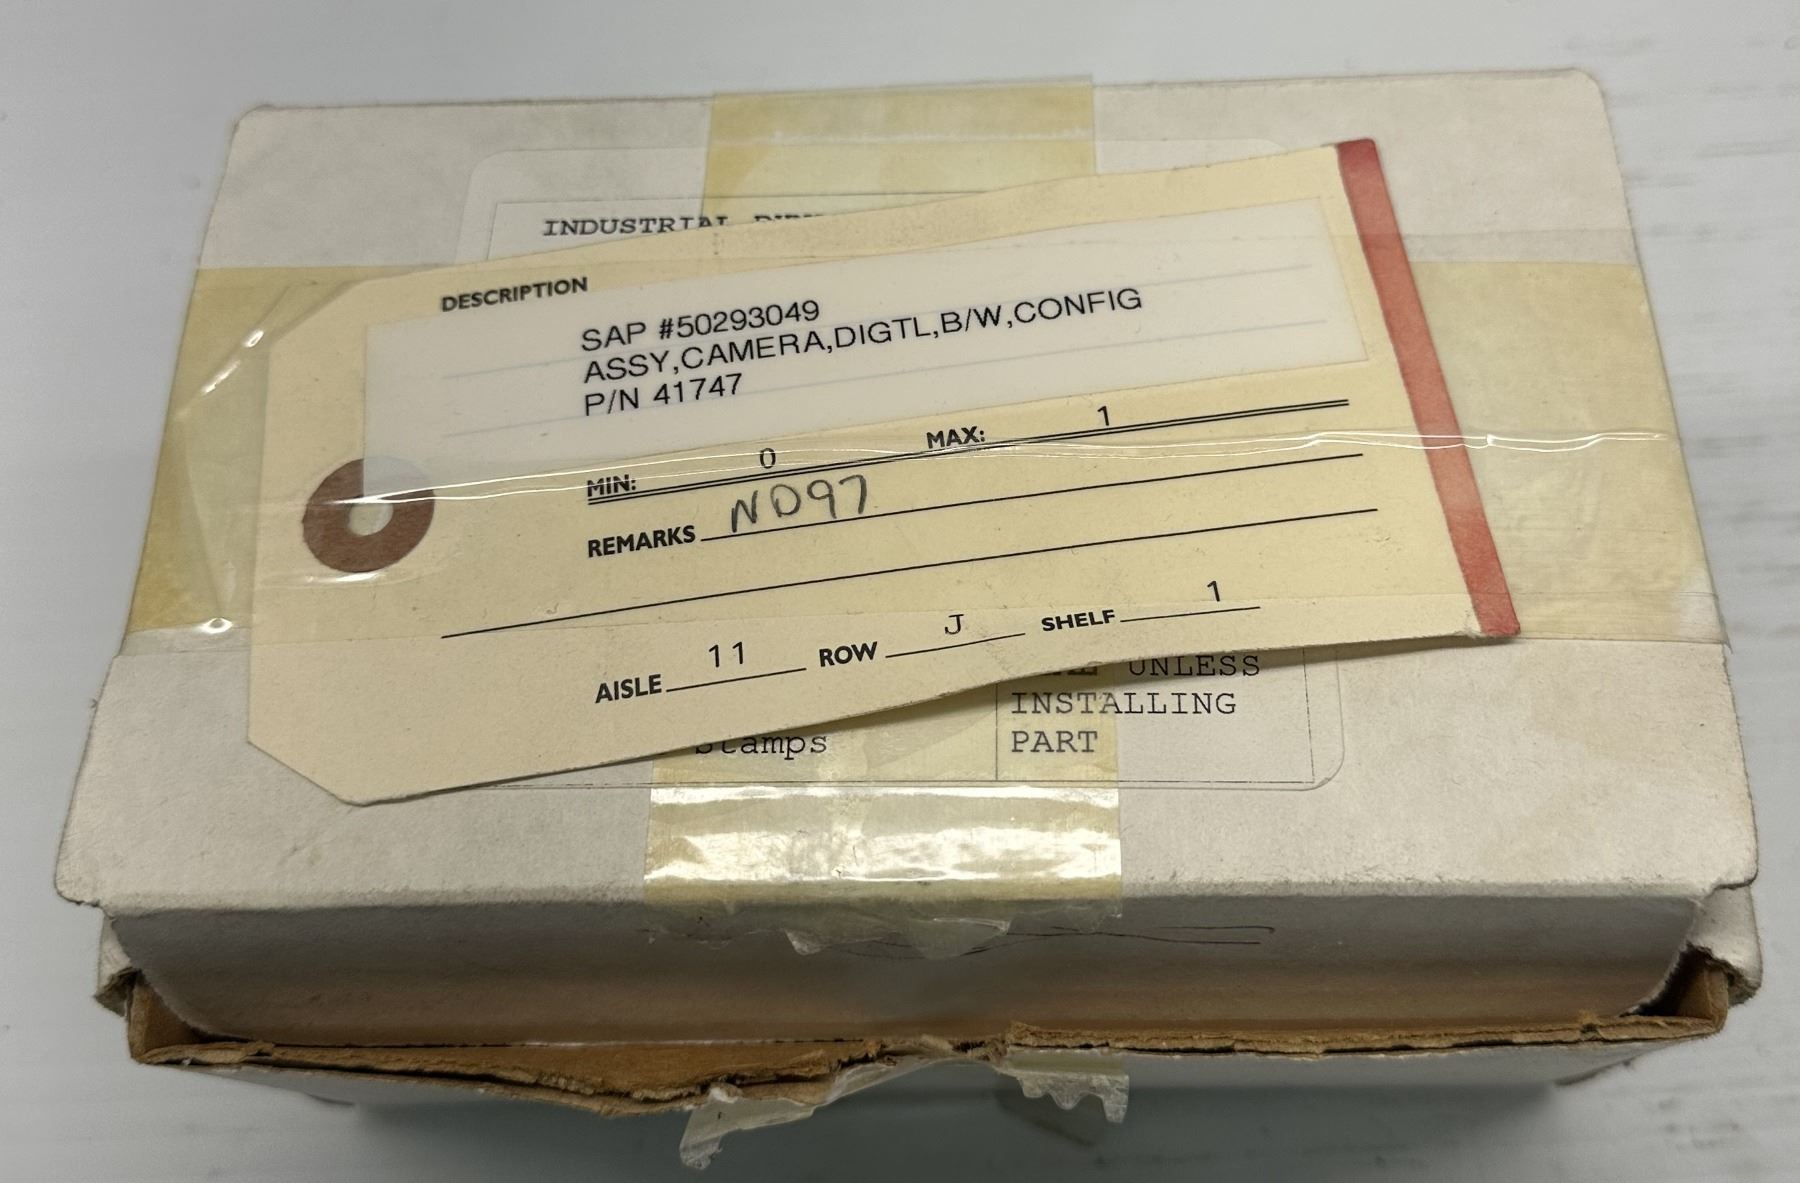 INDUSTRIAL
DESCRIPTION
SAP #50293049
ASSY,CAMERA,DIGTL,B/W,CONFIG
P/N 41747
MIN: 0 MAX: 1
REMARKS ND97
AISLE 11 ROW J SHELF 1
UNLESS
INSTALLING
Stamps PART